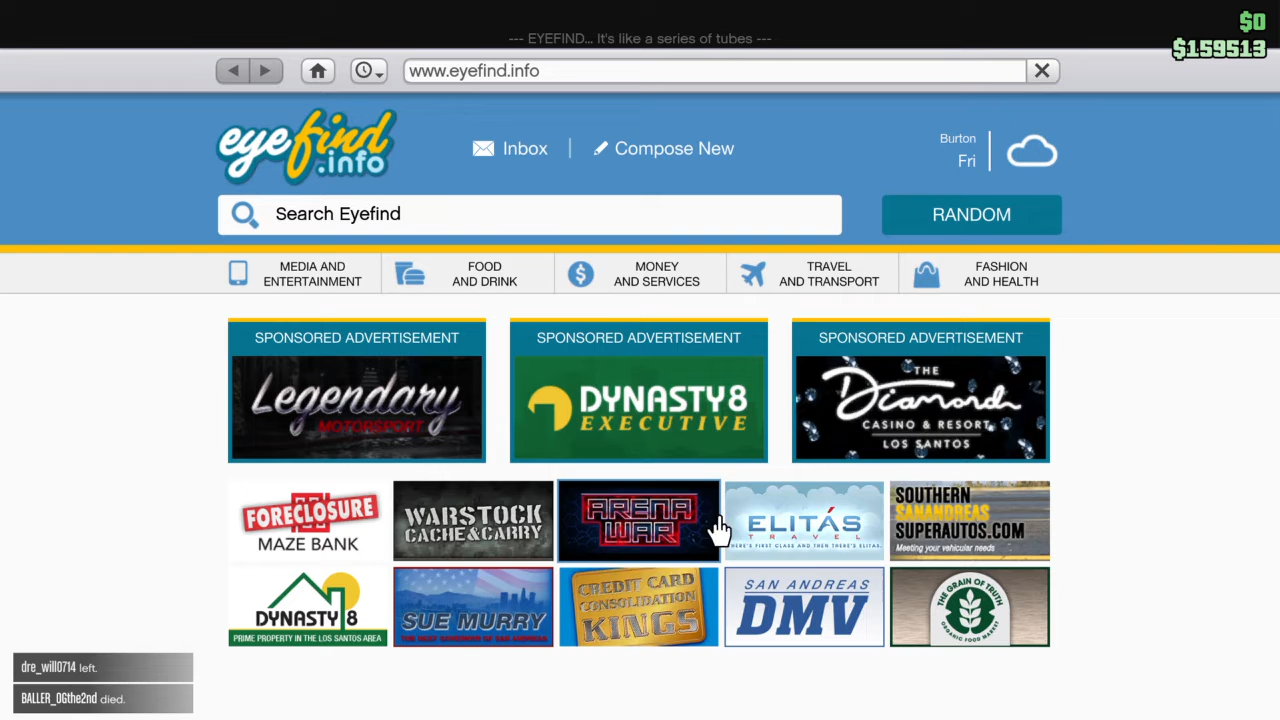 $0
--- EYEFIND... It's like a series of tubes ---
$159513
www.eyefind.info
eyefind.info
Inbox
Compose New
Burton
Fri
Search Eyefind
RANDOM
MEDIA AND ENTERTAINMENT
FOOD AND DRINK
MONEY AND SERVICES
TRAVEL AND TRANSPORT
FASHION AND HEALTH
SPONSORED ADVERTISEMENT
Legendary
MOTORSPORT
SPONSORED ADVERTISEMENT
DYNASTY8
EXECUTIVE
SPONSORED ADVERTISEMENT
THE
Diamond
CASINO & RESORT
LOS SANTOS
FORECLOSURE
MAZE BANK
WARSTOCK
CACHE & CARRY
ARENA
WAR
ELITÁS
TRAVEL
THERE'S FIRST CLASS AND THEN THERE'S ELITÁS.
SOUTHERN
SANANDREAS
SUPERAUTOS.COM
Meeting your vehicular needs
DYNASTY 8
PRIME PROPERTY IN THE LOS SANTOS AREA
SUE MURRY
THE NEXT GOVERNOR OF SAN ANDREAS
CREDIT CARD
CONSOLIDATION
KINGS
SAN ANDREAS
DMV
THE GRAIN OF TRUTH
ORGANIC FOOD MARKET
dre_will0714 left.
BALLER_OGthe2nd died.